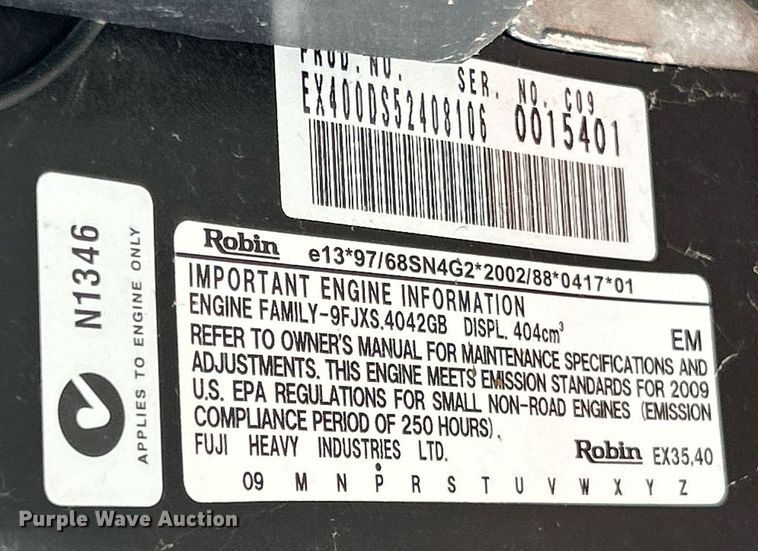 PROD. NO. SER. NO. C09
EX400DS52408106 0015401
N1346
APPLIES TO ENGINE ONLY
Robin e13*97/68SN4G2*2002/88*0417*01
IMPORTANT ENGINE INFORMATION
ENGINE FAMILY-9FJXS.4042GB DISPL. 404cm³ EM
REFER TO OWNER'S MANUAL FOR MAINTENANCE SPECIFICATIONS AND
ADJUSTMENTS. THIS ENGINE MEETS EMISSION STANDARDS FOR 2009
U.S. EPA REGULATIONS FOR SMALL NON-ROAD ENGINES (EMISSION
COMPLIANCE PERIOD OF 250 HOURS).
FUJI HEAVY INDUSTRIES LTD. Robin EX35,40
09 M N P R S T U V W X Y Z
Purple Wave Auction